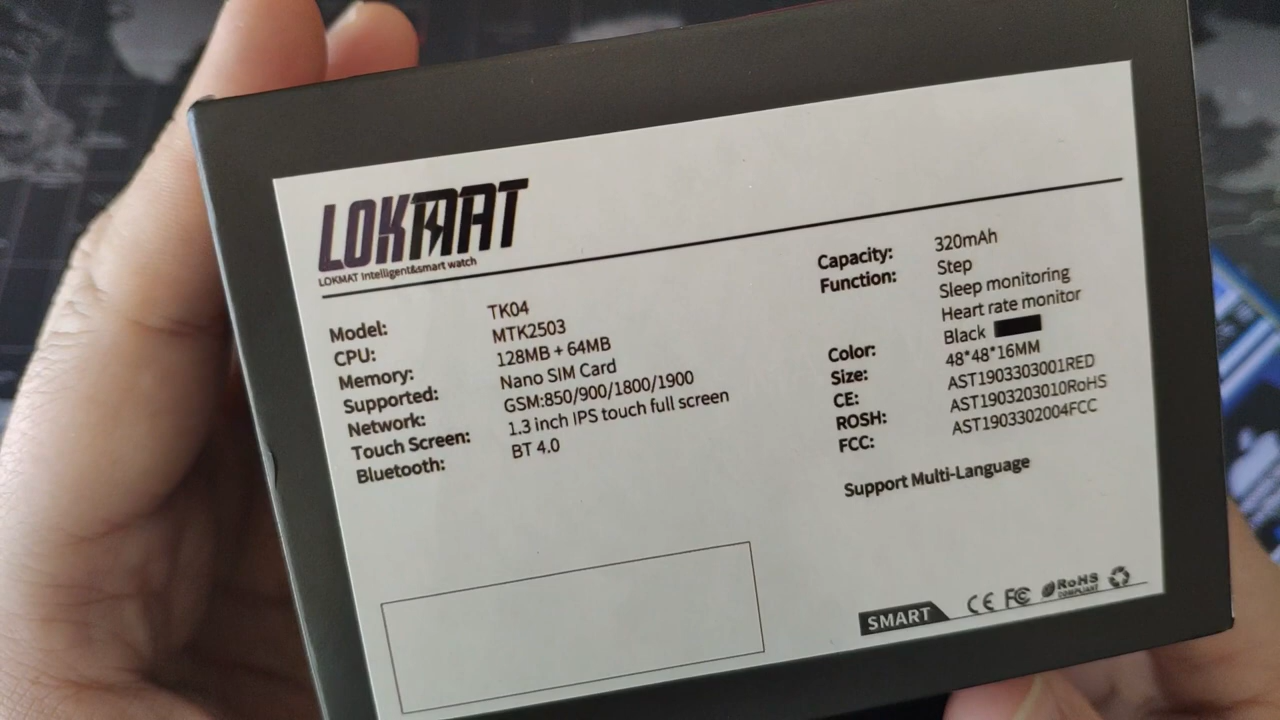 LOKMAT
LOKMAT Intelligent&smart watch
Model: TK04
CPU: MTK2503
Memory: 128MB + 64MB
Supported: Nano SIM Card
Network: GSM:850/900/1800/1900
Touch Screen: 1.3 inch IPS touch full screen
Bluetooth: BT 4.0
Capacity: 320mAh
Function: Step
Sleep monitoring
Heart rate monitor
Color: Black
Size: 48*48*16MM
CE: AST1903303001RED
ROSH: AST1903203010RoHS
FCC: AST1903302004FCC
Support Multi-Language
SMART CE FC RoHS
COMPLIANT